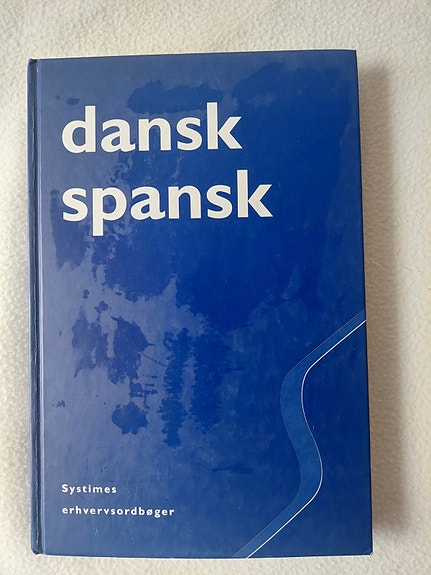 dansk
spansk
Systimes
erhvervsordbøger